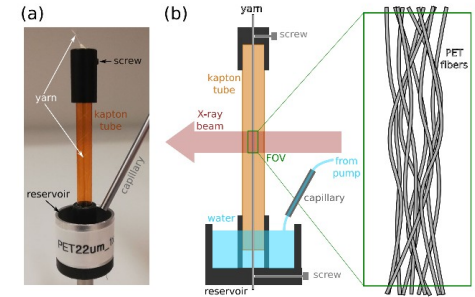 (a)
screw
yarn
kapton
tube
capillary
reservoir
PET22um_
(b)
yarn
screw
kapton
tube
X-ray
beam
FOV
from
pump
water
capillary
screw
reservoir
PET
fibers